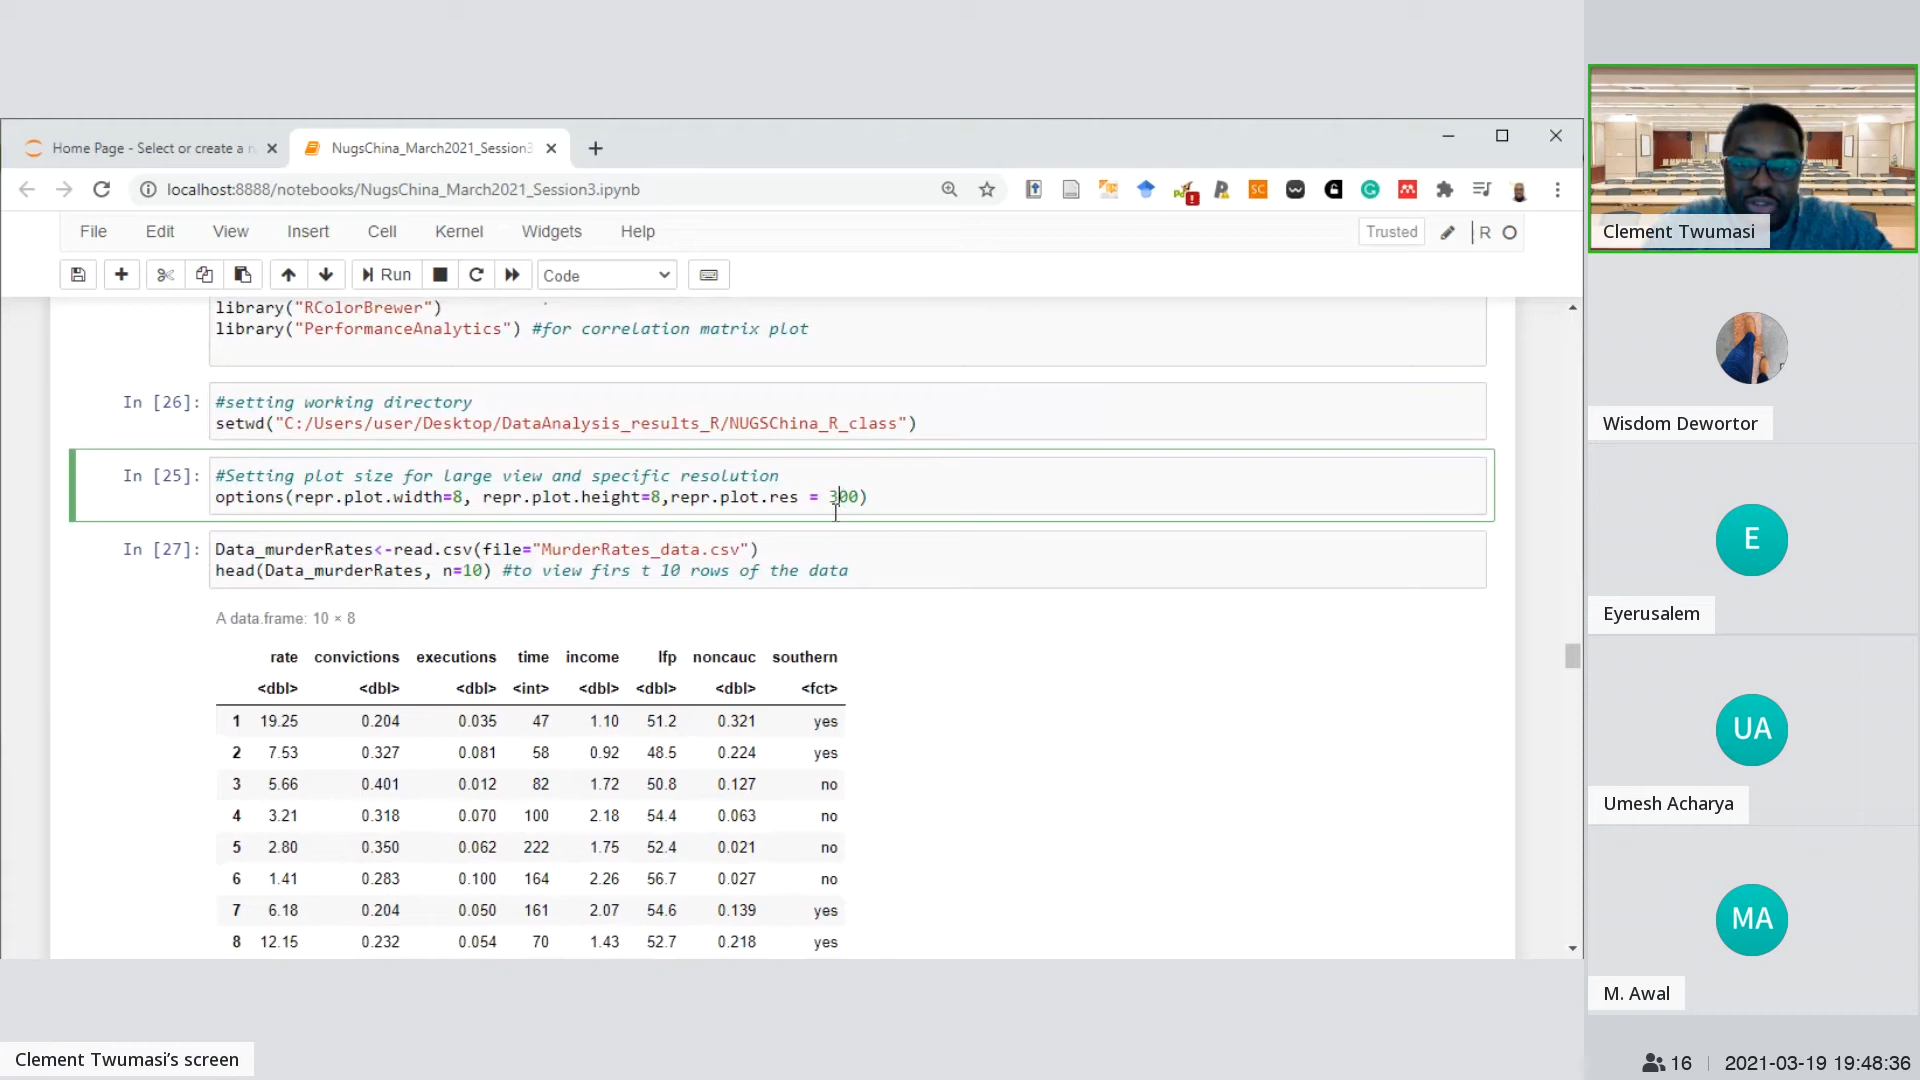 Home Page - Select or create a n
NugsChina_March2021_Session3
localhost:8888/notebooks/NugsChina_March2021_Session3.ipynb
File Edit View Insert Cell Kernel Widgets Help Trusted R
Run Code
library("RColorBrewer")
library("PerformanceAnalytics") #for correlation matrix plot
In [26]: #setting working directory
setwd("C:/Users/user/Desktop/DataAnalysis_results_R/NUGSChina_R_class")
In [25]: #Setting plot size for large view and specific resolution
options(repr.plot.width=8, repr.plot.height=8,repr.plot.res = 300)
In [27]: Data_murderRates<-read.csv(file="MurderRates_data.csv")
head(Data_murderRates, n=10) #to view firs t 10 rows of the data
A data.frame: 10 × 8
rate convictions executions time income lfp noncauc southern
<dbl> <dbl> <dbl> <int> <dbl> <dbl> <dbl> <fct>
1 19.25 0.204 0.035 47 1.10 51.2 0.321 yes
2 7.53 0.327 0.081 58 0.92 48.5 0.224 yes
3 5.66 0.401 0.012 82 1.72 50.8 0.127 no
4 3.21 0.318 0.070 100 2.18 54.4 0.063 no
5 2.80 0.350 0.062 222 1.75 52.4 0.021 no
6 1.41 0.283 0.100 164 2.26 56.7 0.027 no
7 6.18 0.204 0.050 161 2.07 54.6 0.139 yes
8 12.15 0.232 0.054 70 1.43 52.7 0.218 yes
Clement Twumasi's screen
Clement Twumasi
Wisdom Dewortor
E
Eyerusalem
UA
Umesh Acharya
MA
M. Awal
16 2021-03-19 19:48:36